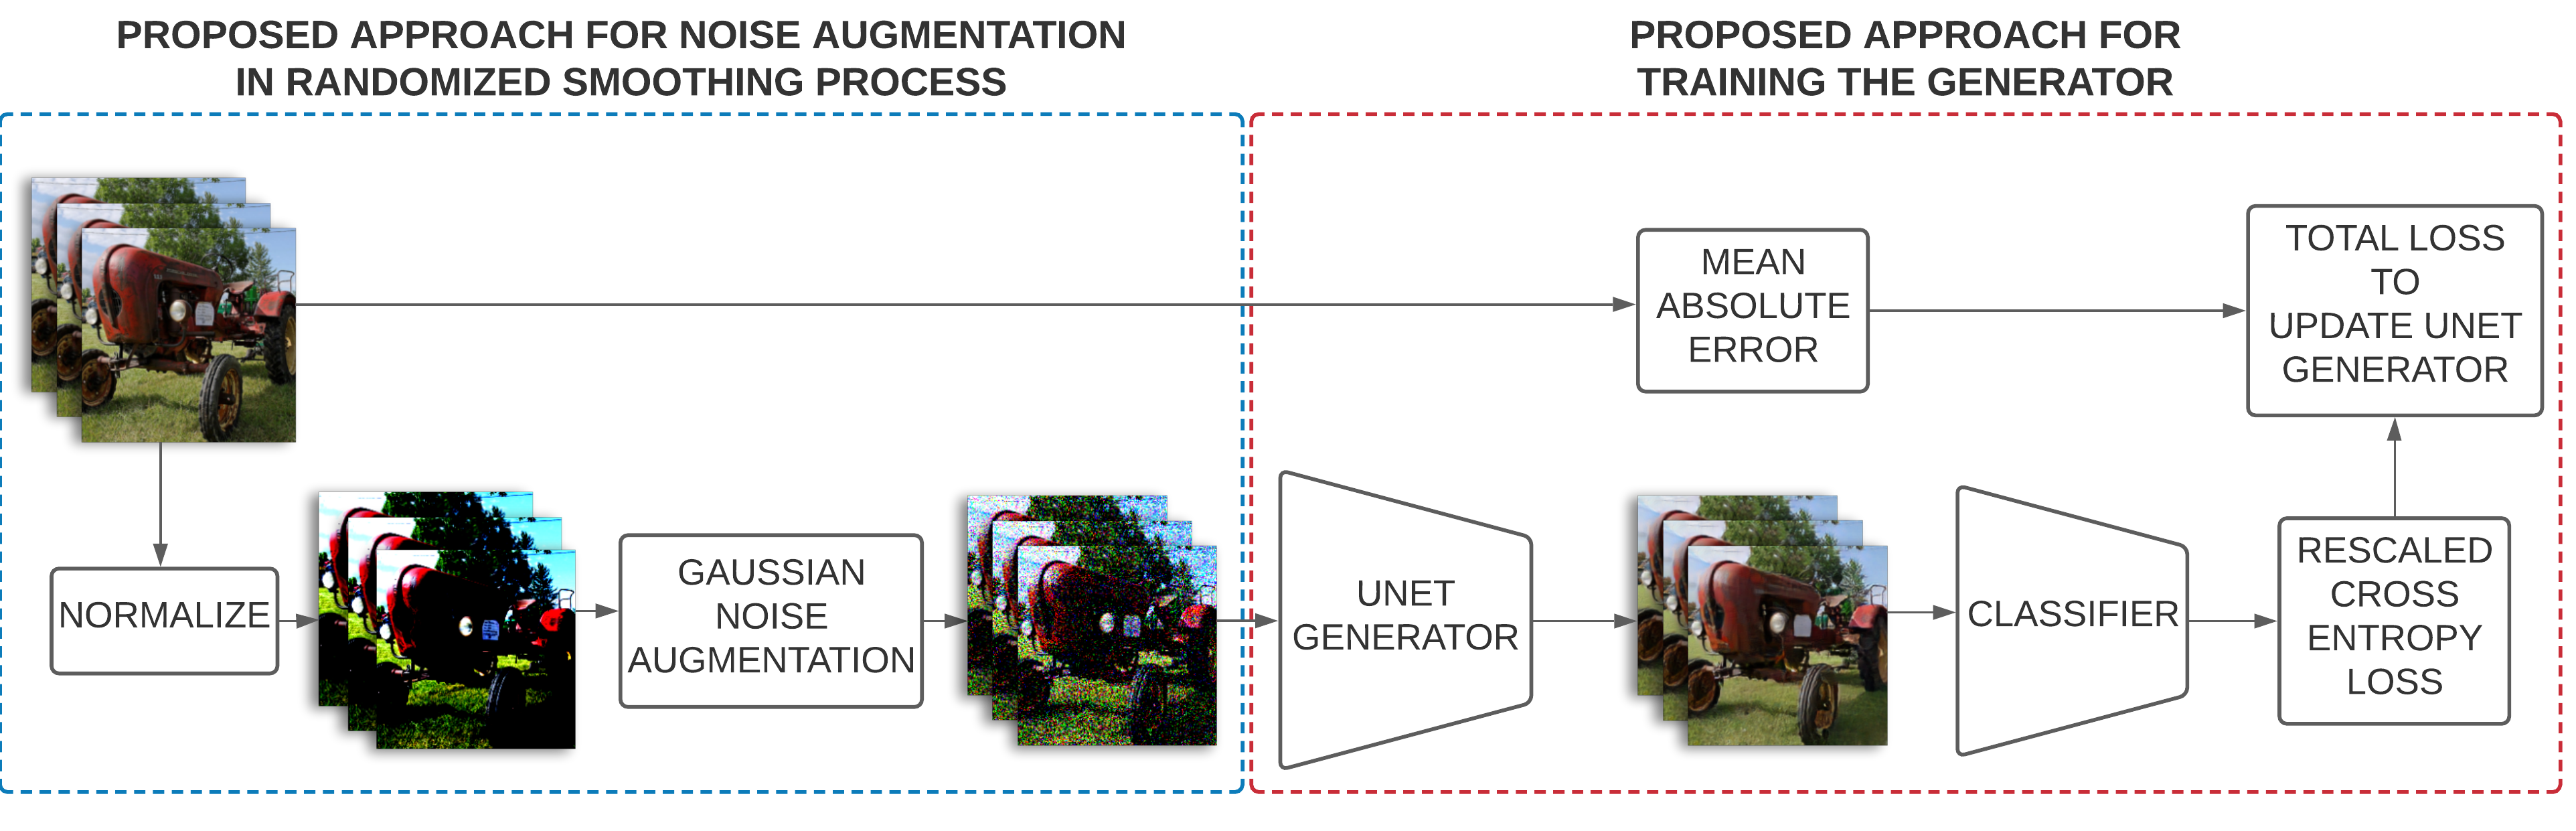 PROPOSED APPROACH FOR NOISE AUGMENTATION
IN RANDOMIZED SMOOTHING PROCESS
PROPOSED APPROACH FOR
TRAINING THE GENERATOR
MEAN
ABSOLUTE
ERROR
TOTAL LOSS
TO
UPDATE UNET
GENERATOR
NORMALIZE
GAUSSIAN
NOISE
AUGMENTATION
UNET
GENERATOR
CLASSIFIER
RESCALED
CROSS
ENTROPY
LOSS